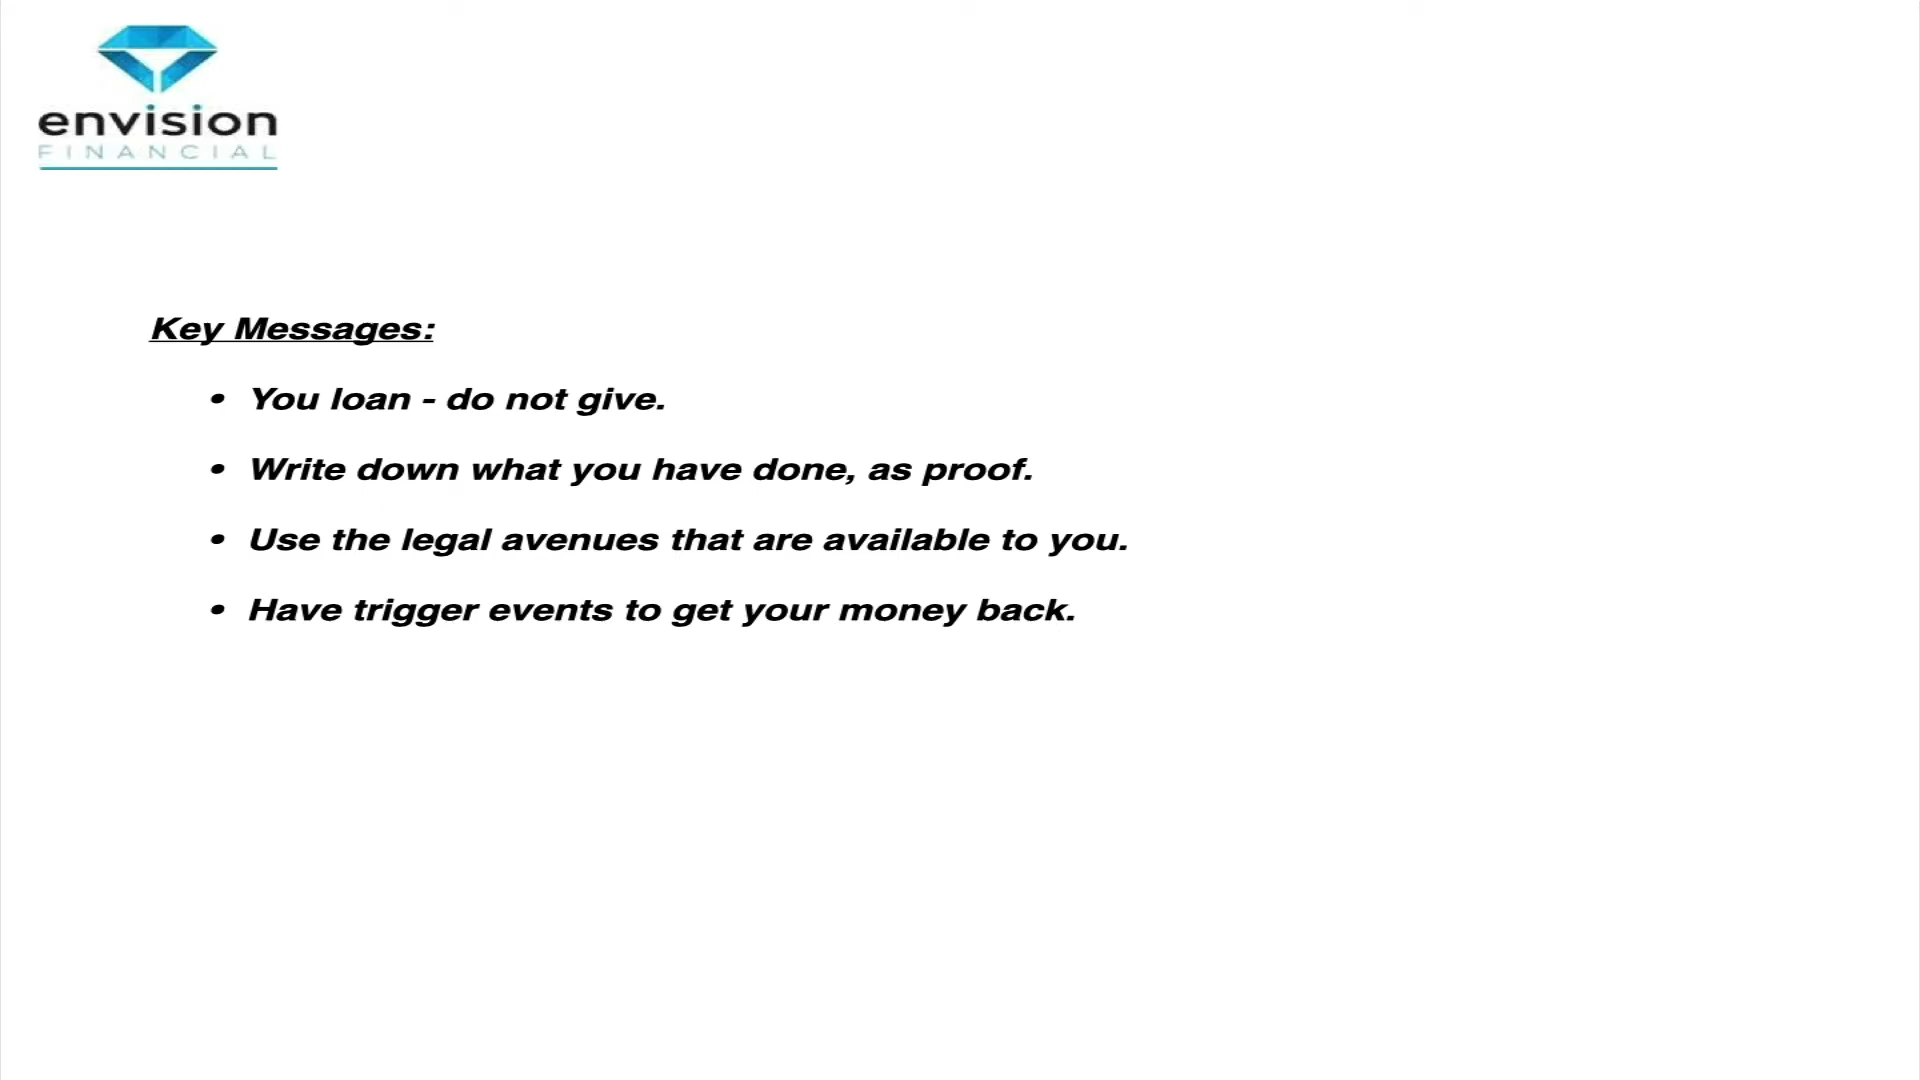 envision
FINANCIAL
Key Messages:
• You loan - do not give.
• Write down what you have done, as proof.
• Use the legal avenues that are available to you.
• Have trigger events to get your money back.